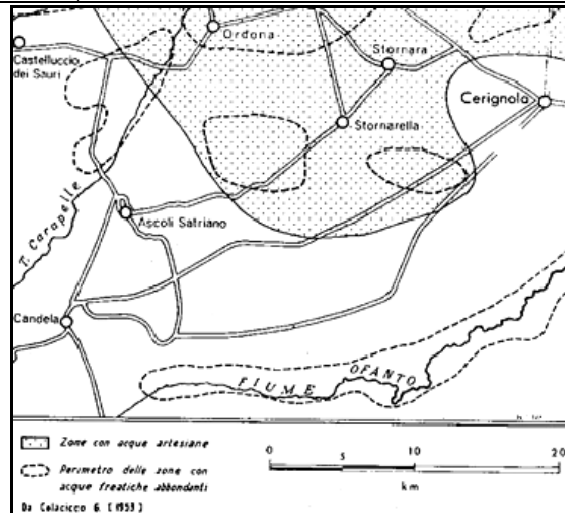 Ordona
Castelluccio
dei Sauri
Stornara
Cerignola
Stornarella
T. Carapelle
Ascoli Satriano
Candela
FIUME OFANTO
Zone con acque artesiane
Perimetro delle zone con
acque freatiche abbondanti
0 5 10 20
km
Da Colacicco G. [1953]